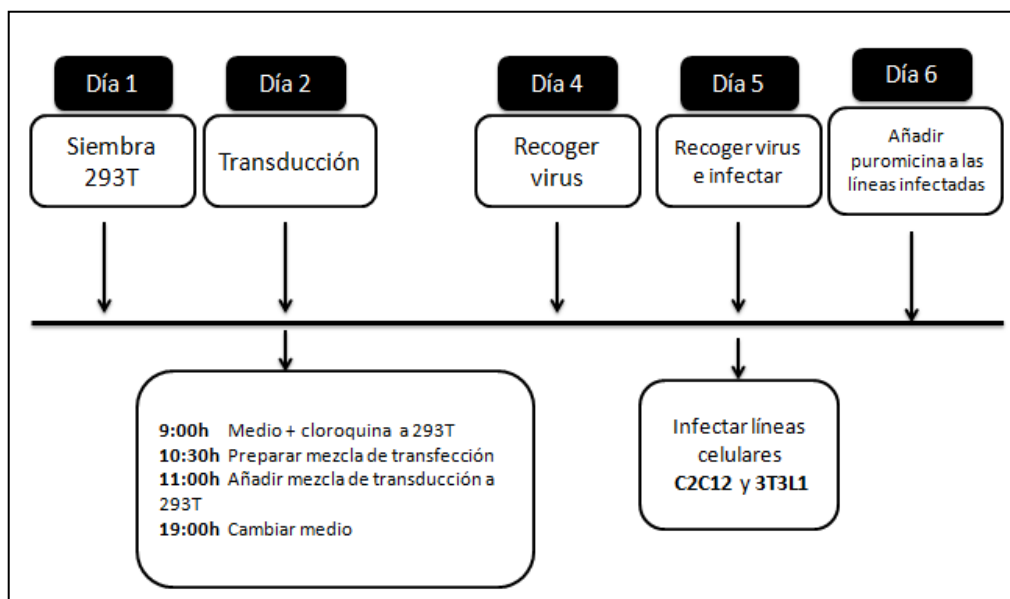 Día 1
Siembra
293T
Día 2
Transducción
Día 4
Recoger
virus
Día 5
Recoger virus
e infectar
Día 6
Añadir
puromicina a las
líneas infectadas
9:00h Medio + cloroquina a 293T
10:30h Preparar mezcla de transfección
11:00h Añadir mezcla de transducción a
293T
19:00h Cambiar medio
Infectar líneas
celulares
C2C12 y 3T3L1